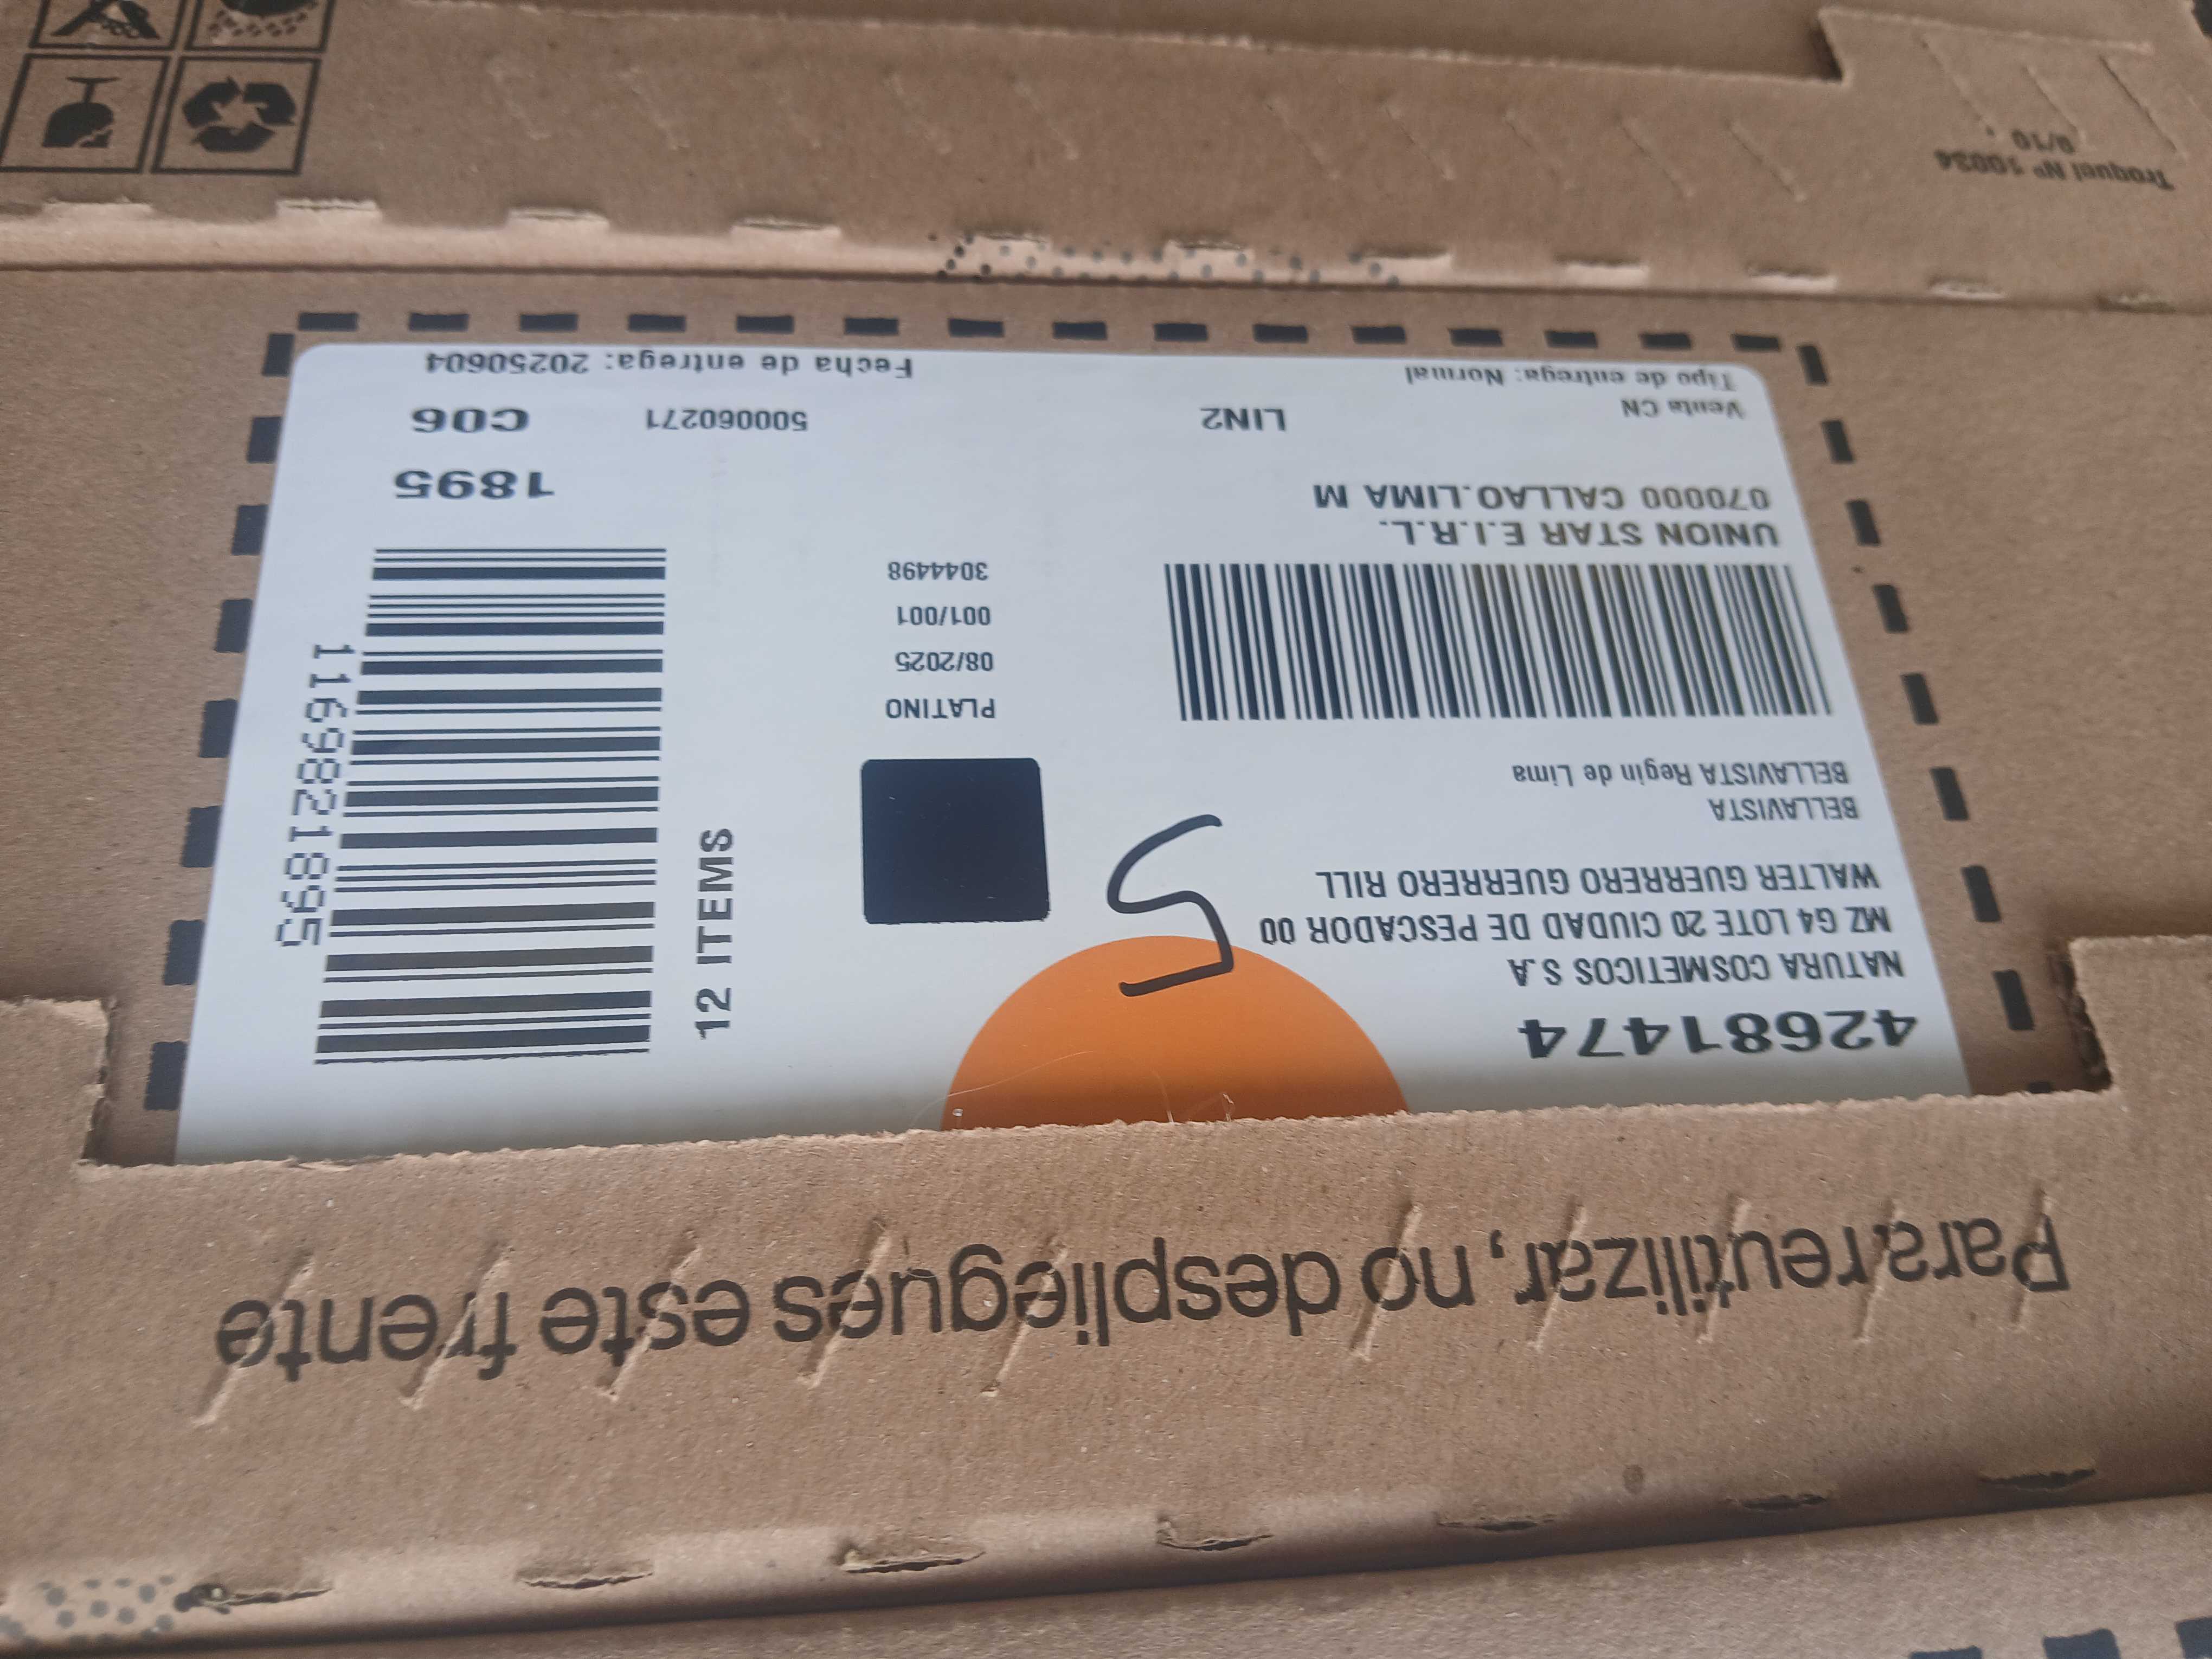 Para reutilizar, no despliegues este frente
42681474
NATURA COSMETICOS S.A
MZ G4 LOTE 20 CIUDAD DE PESCADOR 00
WALTER GUERRERO GUERRERO RILL
BELLAVISTA
BELLAVISTA Regin de Lima
5
12 ITEMS
1169821895
PLATINO
08/2025
001/001
3044498
UNION STAR E.I.R.L.
070000 CALLAO.LIMA M
1895
Venta CN
LIN2
500060271
C06
Tipo de entrega: Normal
Fecha de entrega: 20250604
Troquel Nº 10034
0/10